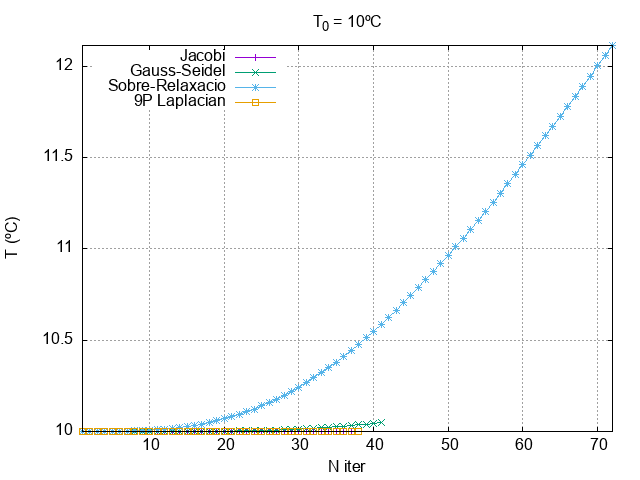 T0 = 10ºC
Jacobi
Gauss-Seidel
Sobre-Relaxacio
9P Laplacian
12
11.5
11
10.5
10
T (ºC)
10 20 30 40 50 60 70
N iter